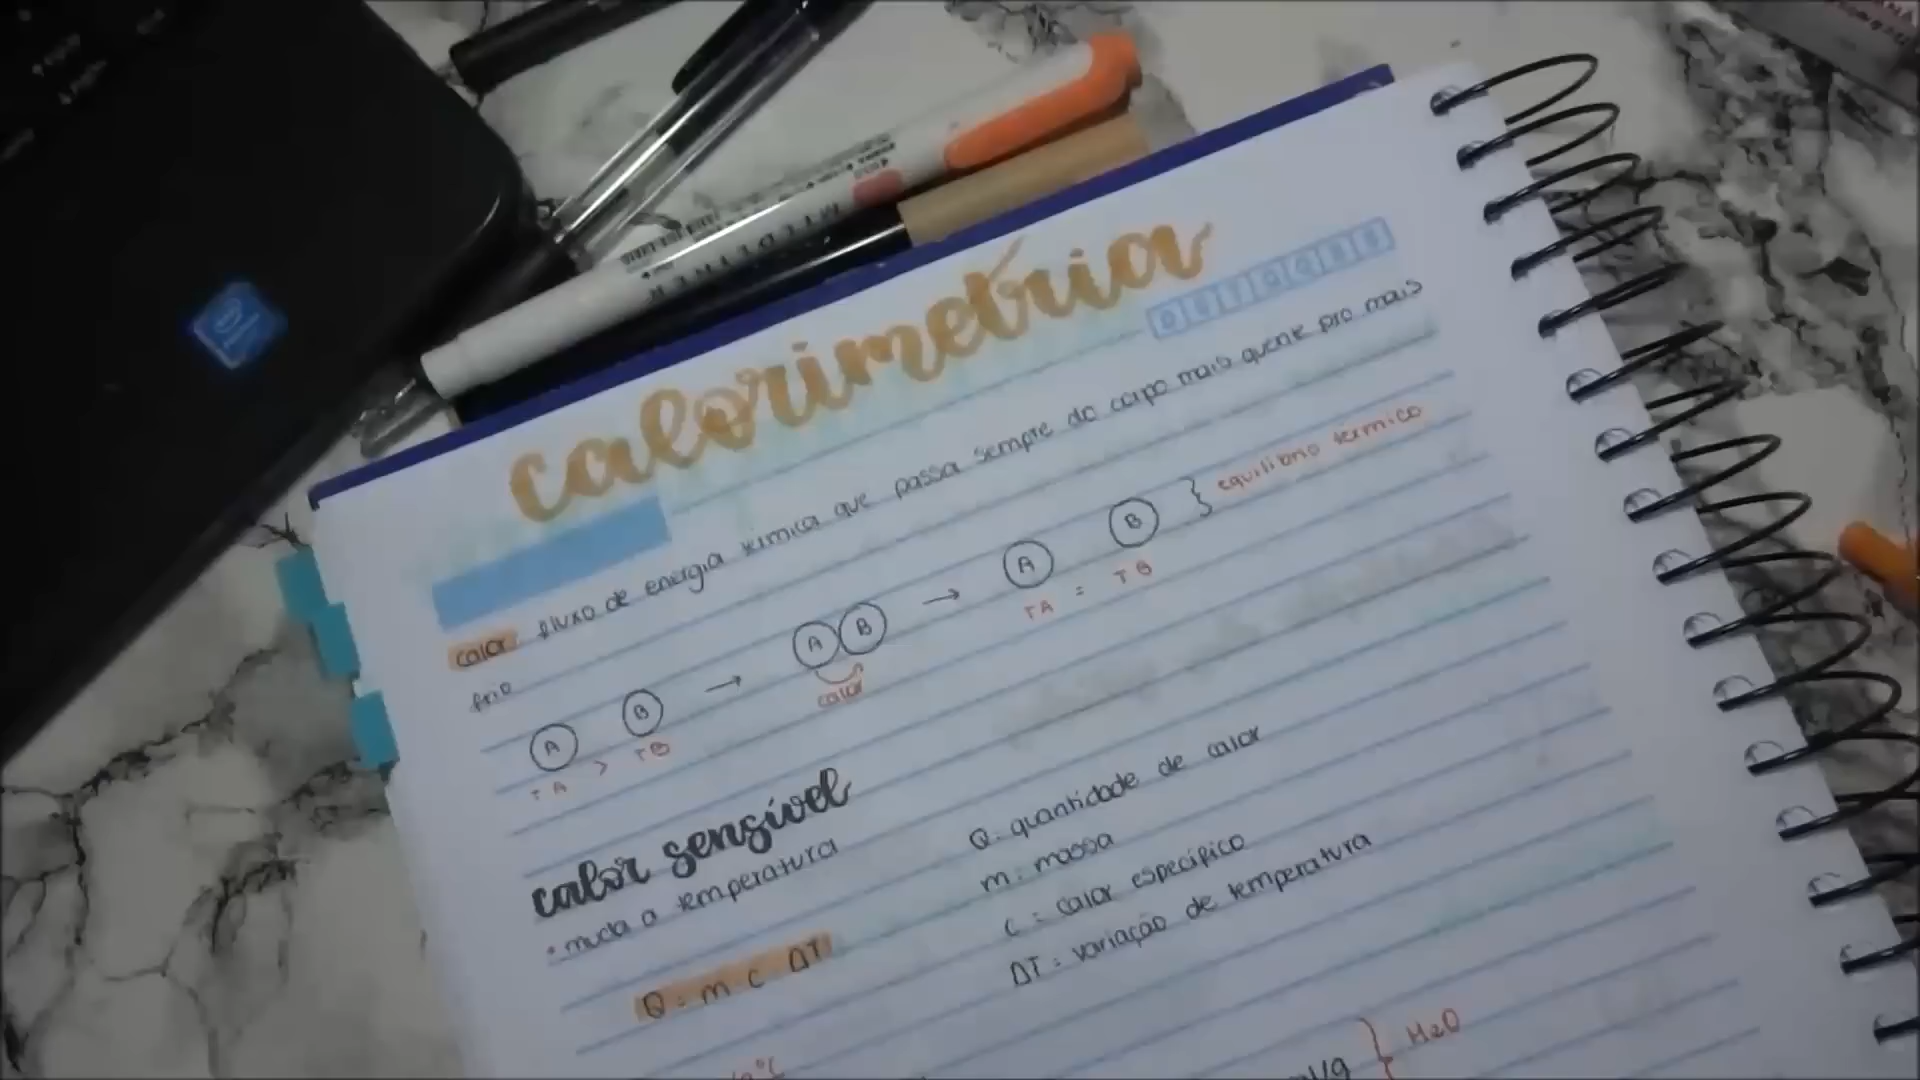 MILDLINER
calorimetria
calor: fluxo de energia térmica que passa sempre do corpo mais quente pro mais
frio
A B → A B → A B } equilíbrio térmico
TA > TB calor TA = TB
calor sensível
• muda a temperatura
Q = m · c · ΔT
Q = quantidade de calor
m = massa
c = calor específico
ΔT = variação de temperatura
H2O